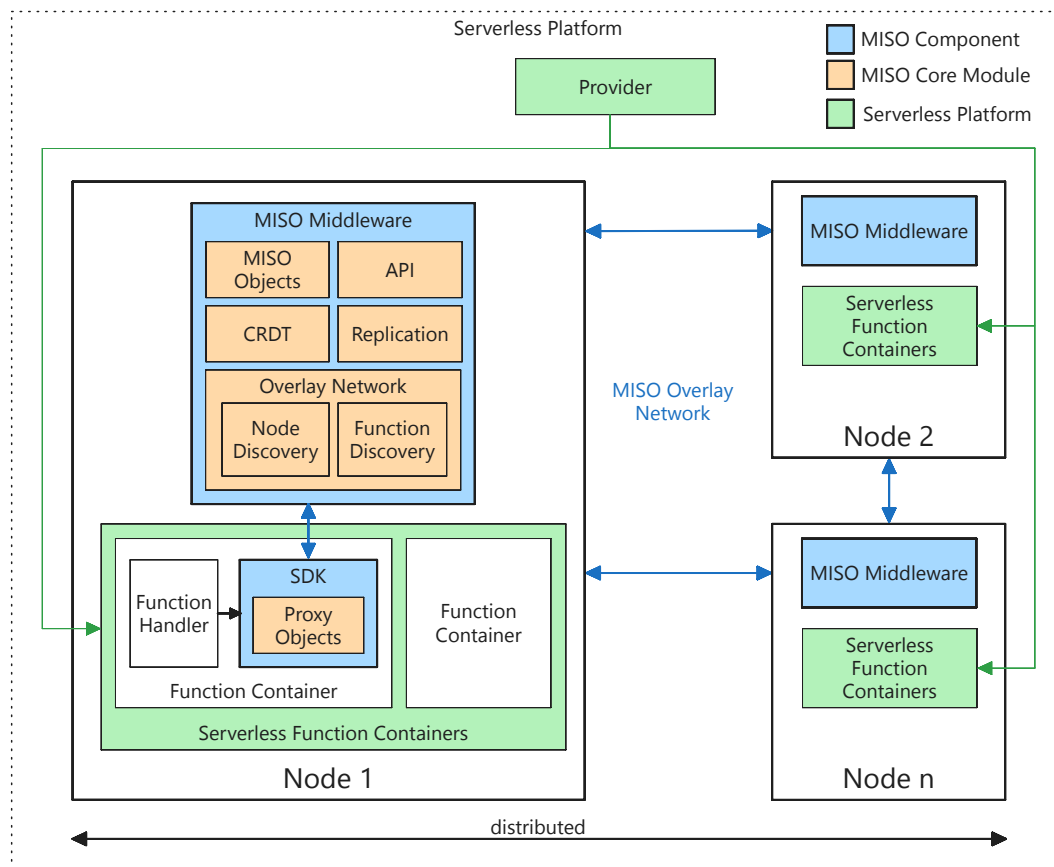 Serverless Platform
MISO Component
MISO Core Module
Serverless Platform
Provider
MISO Middleware
MISO
Objects
API
CRDT
Replication
Overlay Network
Node
Discovery
Function
Discovery
SDK
Proxy
Objects
Function
Handler
Function Container
Function
Container
Serverless Function Containers
Node 1
MISO Overlay
Network
MISO Middleware
Serverless
Function
Containers
Node 2
MISO Middleware
Serverless
Function
Containers
Node n
distributed